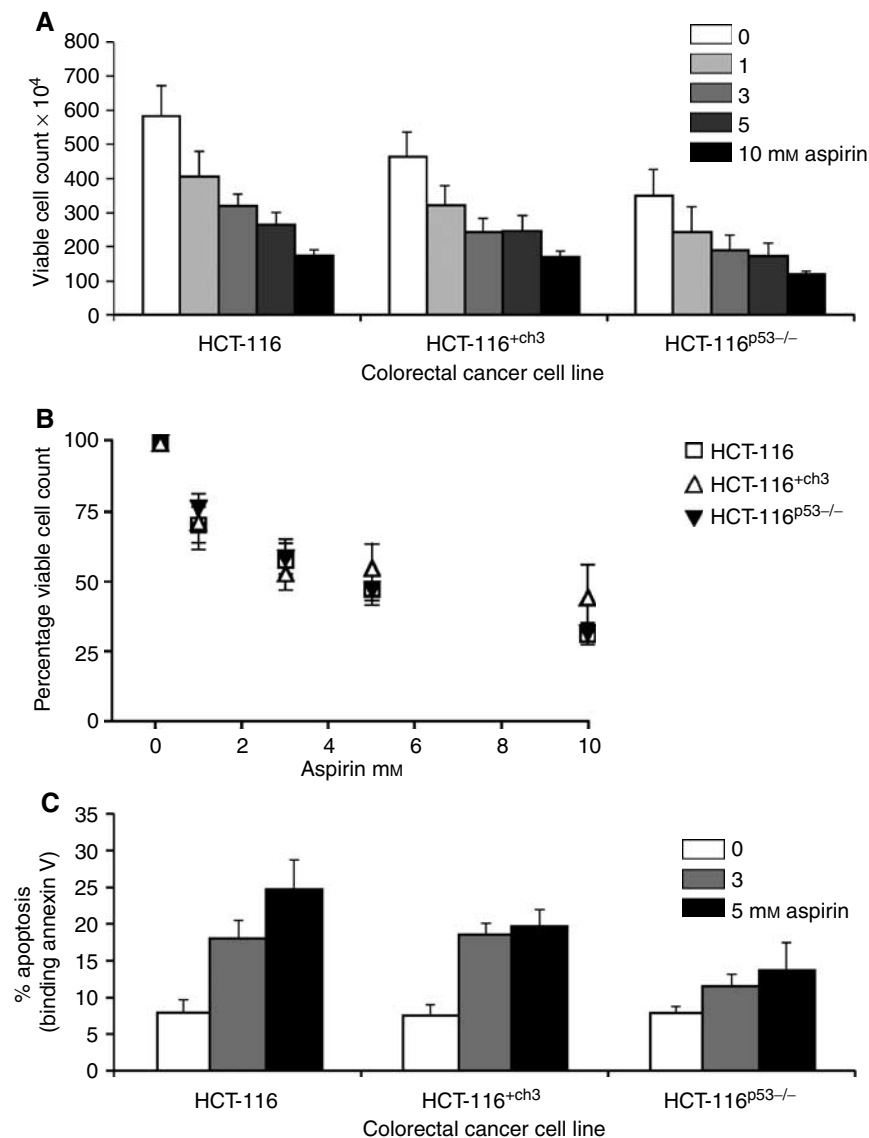 A
Viable cell count × 10⁴
800
700
600
500
400
300
200
100
0
0
1
3
5
10 mM aspirin
HCT-116
HCT-116⁺ᶜʰ³
HCT-116ᵖ⁵³⁻/⁻
Colorectal cancer cell line
B
Percentage viable cell count
100
75
50
25
0
HCT-116
HCT-116⁺ᶜʰ³
HCT-116ᵖ⁵³⁻/⁻
0
2
4
6
8
10
Aspirin mM
C
% apoptosis
(binding annexin V)
35
30
25
20
15
10
5
0
0
3
5 mM aspirin
HCT-116
HCT-116⁺ᶜʰ³
HCT-116ᵖ⁵³⁻/⁻
Colorectal cancer cell line